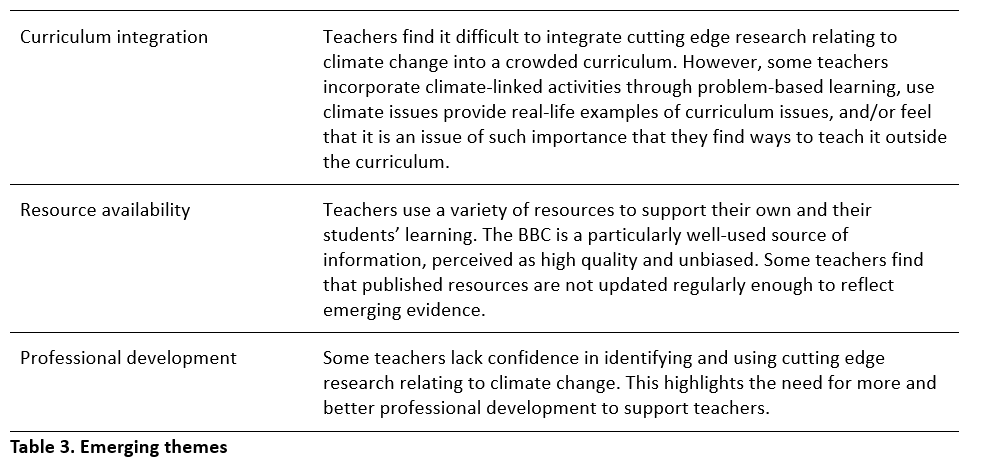 Curriculum integration
Teachers find it difficult to integrate cutting edge research relating to
climate change into a crowded curriculum. However, some teachers
incorporate climate-linked activities through problem-based learning, use
climate issues provide real-life examples of curriculum issues, and/or feel
that it is an issue of such importance that they find ways to teach it outside
the curriculum.
Resource availability
Teachers use a variety of resources to support their own and their
students’ learning. The BBC is a particularly well-used source of
information, perceived as high quality and unbiased. Some teachers find
that published resources are not updated regularly enough to reflect
emerging evidence.
Professional development
Some teachers lack confidence in identifying and using cutting edge
research relating to climate change. This highlights the need for more and
better professional development to support teachers.
Table 3. Emerging themes